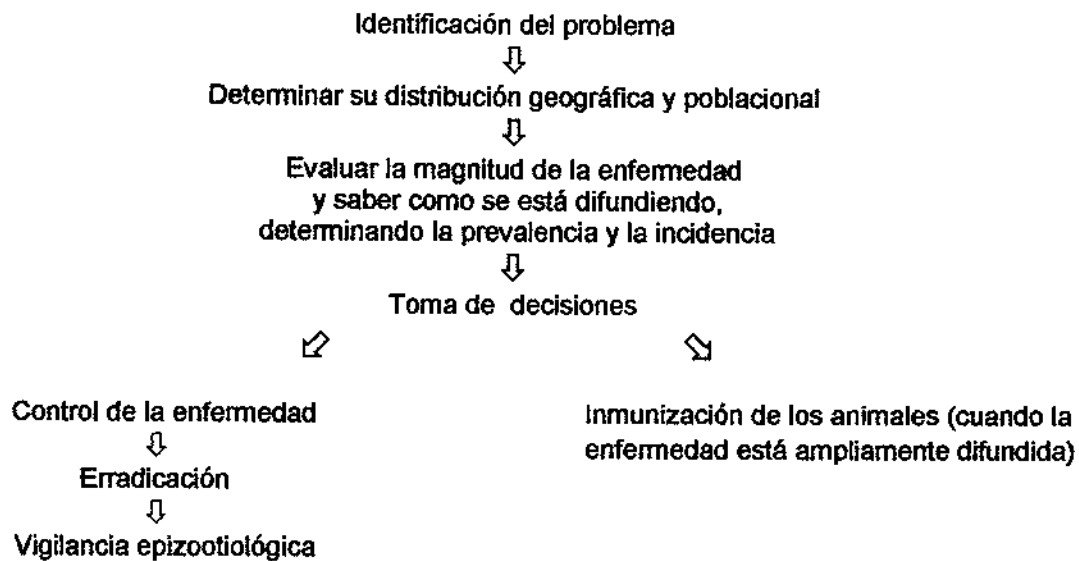 Identificación del problema
Determinar su distribución geográfica y poblacional
Evaluar la magnitud de la enfermedad
y saber como se está difundiendo,
determinando la prevalencia y la incidencia
Toma de decisiones
Control de la enfermedad
Erradicación
Vigilancia epizootiológica
Inmunización de los animales (cuando la
enfermedad está ampliamente difundida)